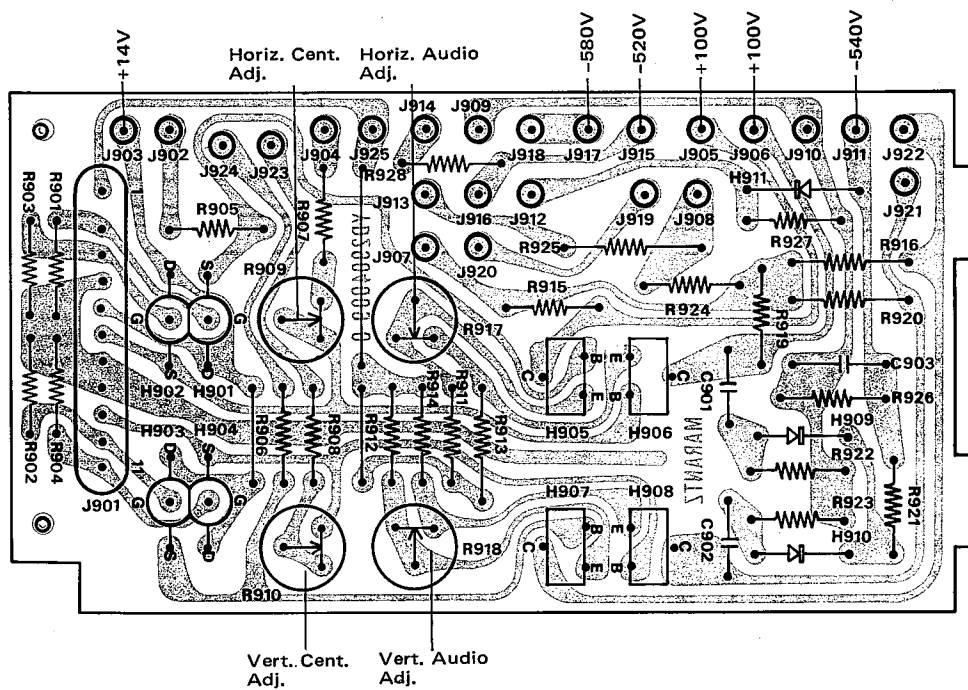 +14V
Horiz. Cent.
Adj.
Horiz. Audio
Adj.
-580V
-520V
+100V
+100V
-540V
J903
J902
J924
J923
J904
J925
J914
J909
J918
J917
J915
J905
J906
J910
J911
J922
R928
J913
J916
J912
J919
J908
H911
J921
R903
R901
1
R905
R907
J907
J920
R925
R927
R916
R909
R915
R924
R919
R920
D
S
G
G
S
D
H902
H901
R917
C
B
E
E
B
C
C901
C903
R926
R902
R904
H903
H904
R906
R908
R912
R914
R911
R913
H905
H906
MARANTZ
H909
R922
D
S
11
J901
G
G
S
D
R910
R918
H907
H908
C
B
E
E
B
C
C902
R923
H910
R921
Vert. Cent.
Adj.
Vert. Audio
Adj.